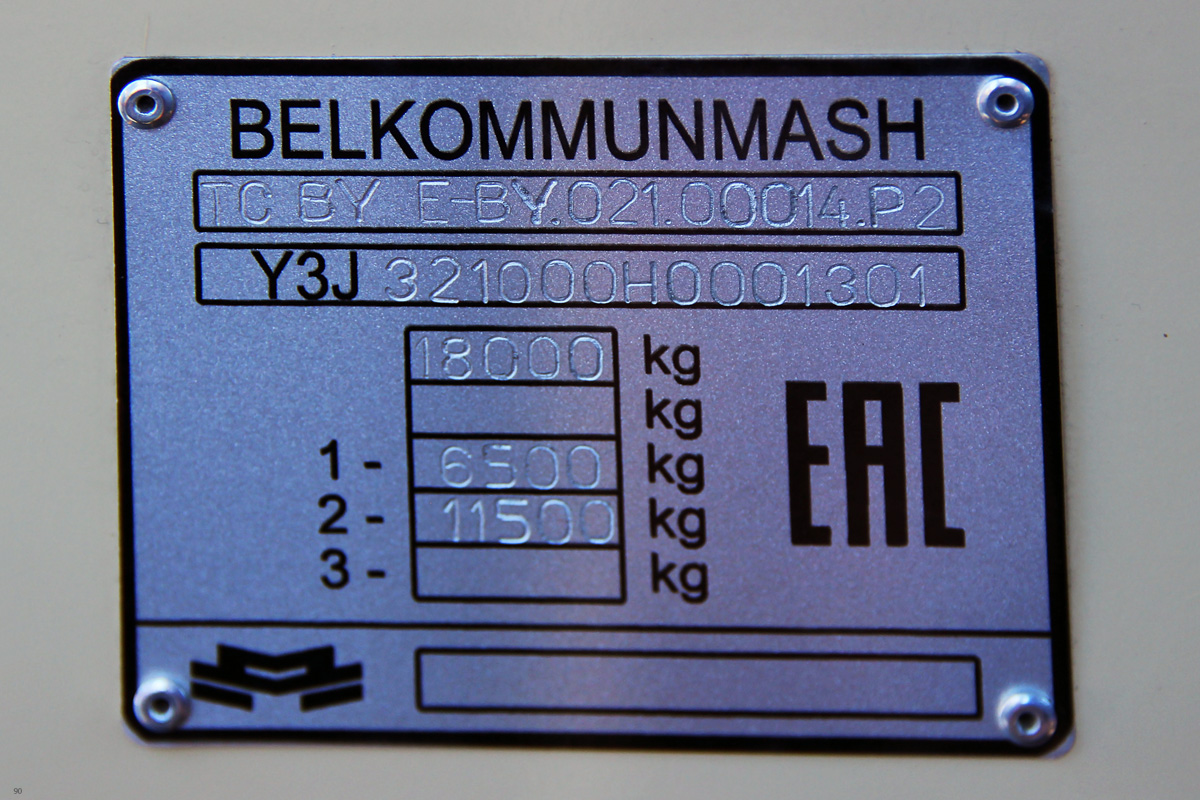 BELKOMMUNMASH
TC BY E-BY.021.00014.P2
Y3J 321000H0001301
18000 kg
kg
1 - 6500 kg
2 - 11500 kg
3 - kg
EAC
90